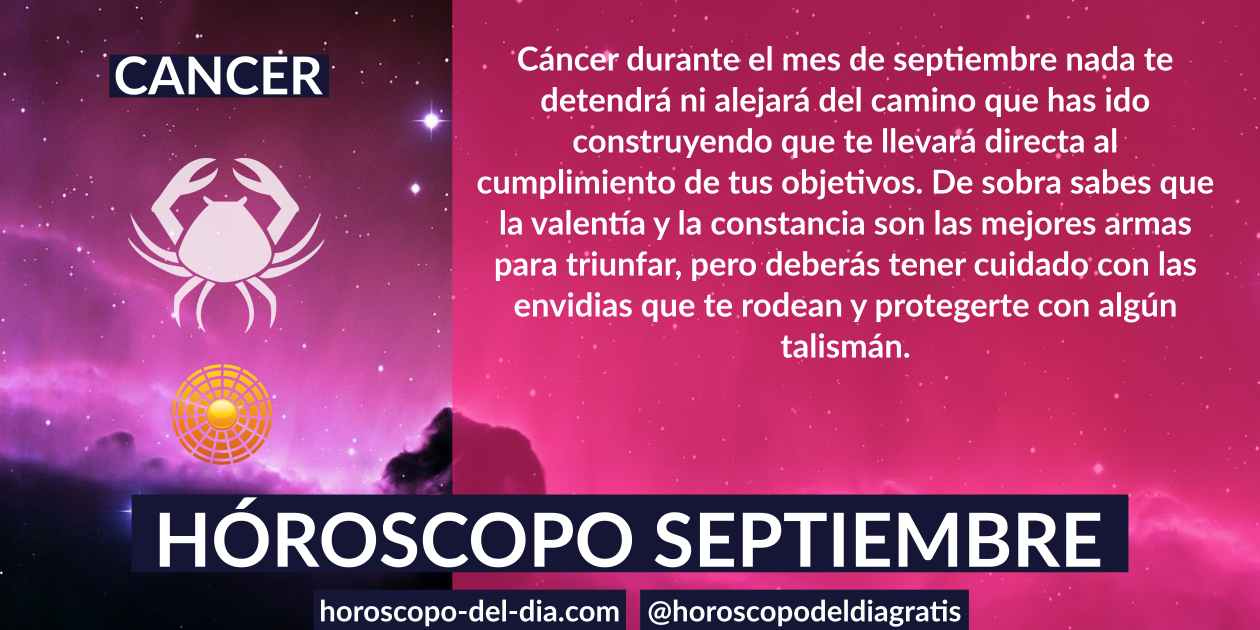 CANCER
Cáncer durante el mes de septiembre nada te
detendrá ni alejará del camino que has ido
construyendo que te llevará directa al
cumplimiento de tus objetivos. De sobra sabes que
la valentía y la constancia son las mejores armas
para triunfar, pero deberás tener cuidado con las
envidias que te rodean y protegerte con algún
talismán.
HÓROSCOPO SEPTIEMBRE
horoscopo-del-dia.com
@horoscopodeldiagratis